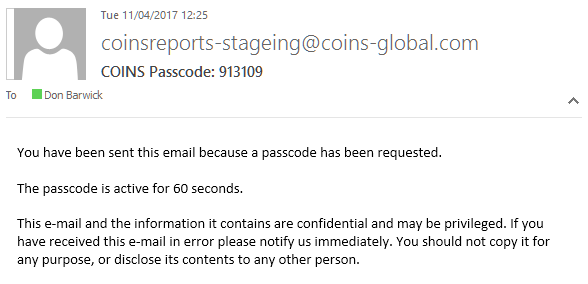 Tue 11/04/2017 12:25
coinsreports-stageing@coins-global.com
COINS Passcode: 913109
To Don Barwick
You have been sent this email because a passcode has been requested.
The passcode is active for 60 seconds.
This e-mail and the information it contains are confidential and may be privileged. If you
have received this e-mail in error please notify us immediately. You should not copy it for
any purpose, or disclose its contents to any other person.